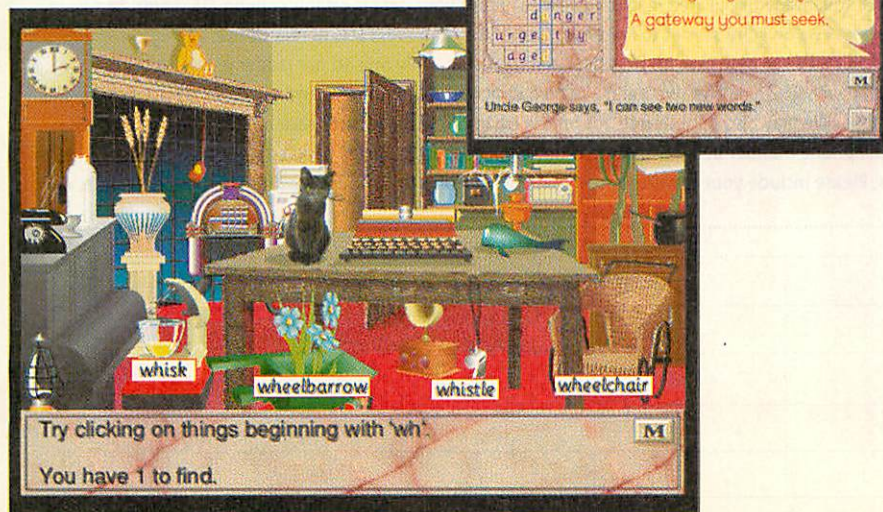 danger
A gateway you must seek.
urge
age
Uncle George says, "I can see two new words."
M
whisk
wheelbarrow
whistle
wheelchair
Try clicking on things beginning with 'wh'.
M
You have 1 to find.